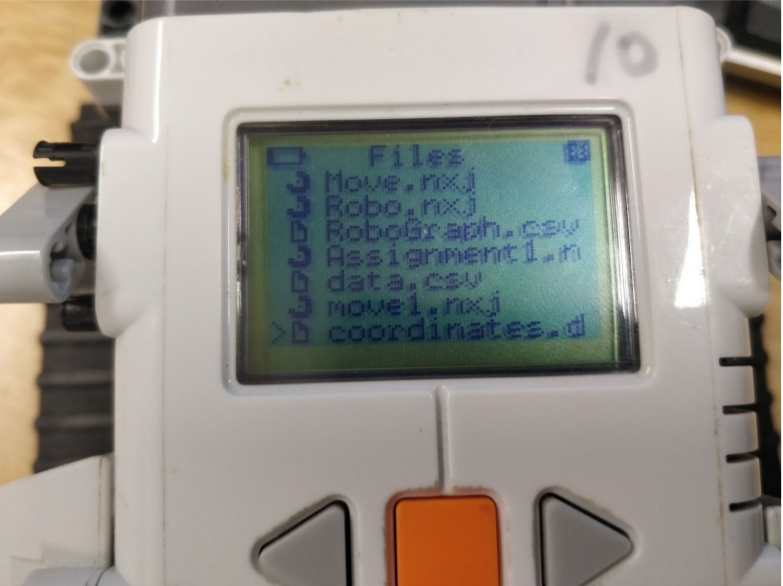 10
Files
Move.nxj
Robo.nxj
RoboGraph.csv
Assignment1.n
data.csv
move1.nxj
>coordinates.d